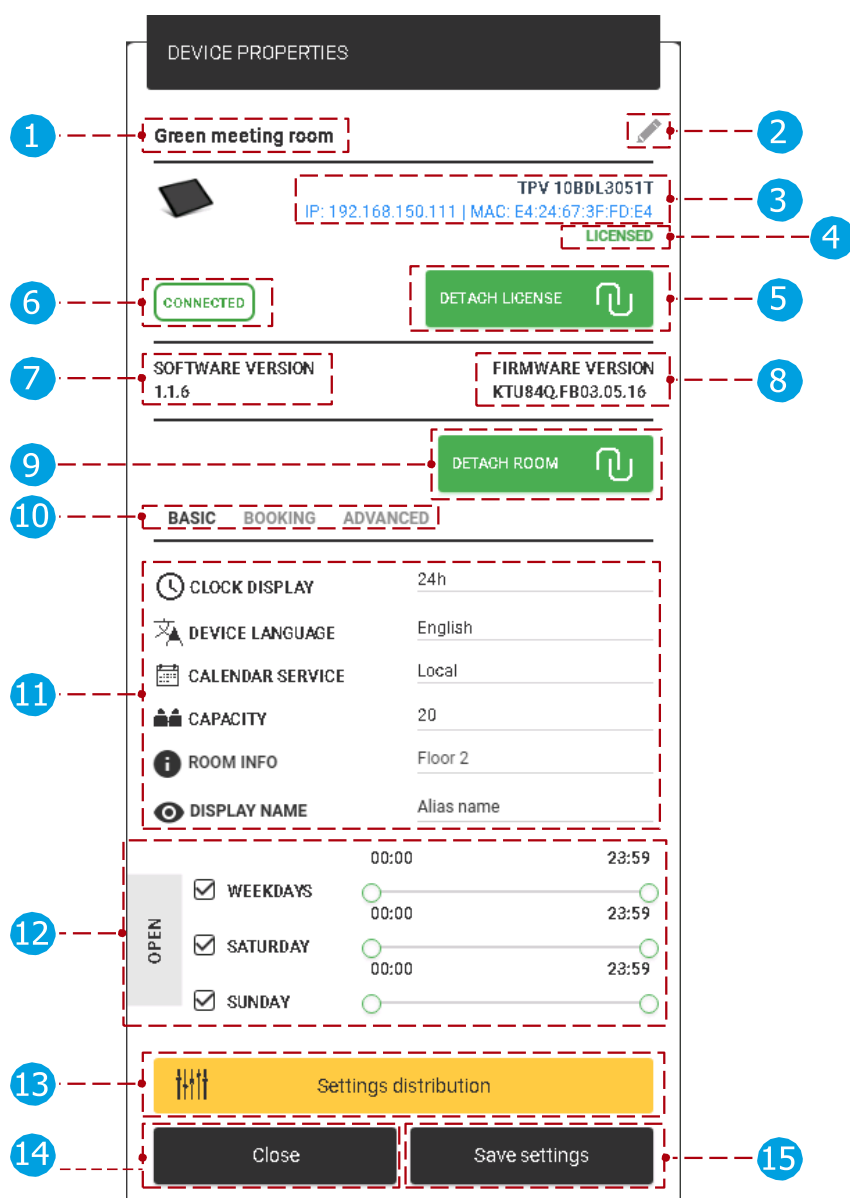 DEVICE PROPERTIES
1 Green meeting room 2
TPV 10BDL3051T
IP: 192.168.150.111 | MAC: E4:24:67:3F:FD:E4 3
LICENSED 4
6 CONNECTED DETACH LICENSE 5
SOFTWARE VERSION FIRMWARE VERSION
7 8
1.1.6 KTU84Q.FB03.05.16
9 DETACH ROOM
10 BASIC BOOKING ADVANCED
CLOCK DISPLAY 24h
DEVICE LANGUAGE English
CALENDAR SERVICE Local
11
CAPACITY 20
ROOM INFO Floor 2
DISPLAY NAME Alias name
00:00 23:59
WEEKDAYS
00:00 23:59
12 OPEN SATURDAY
00:00 23:59
SUNDAY
13 Settings distribution
14 Close Save settings 15